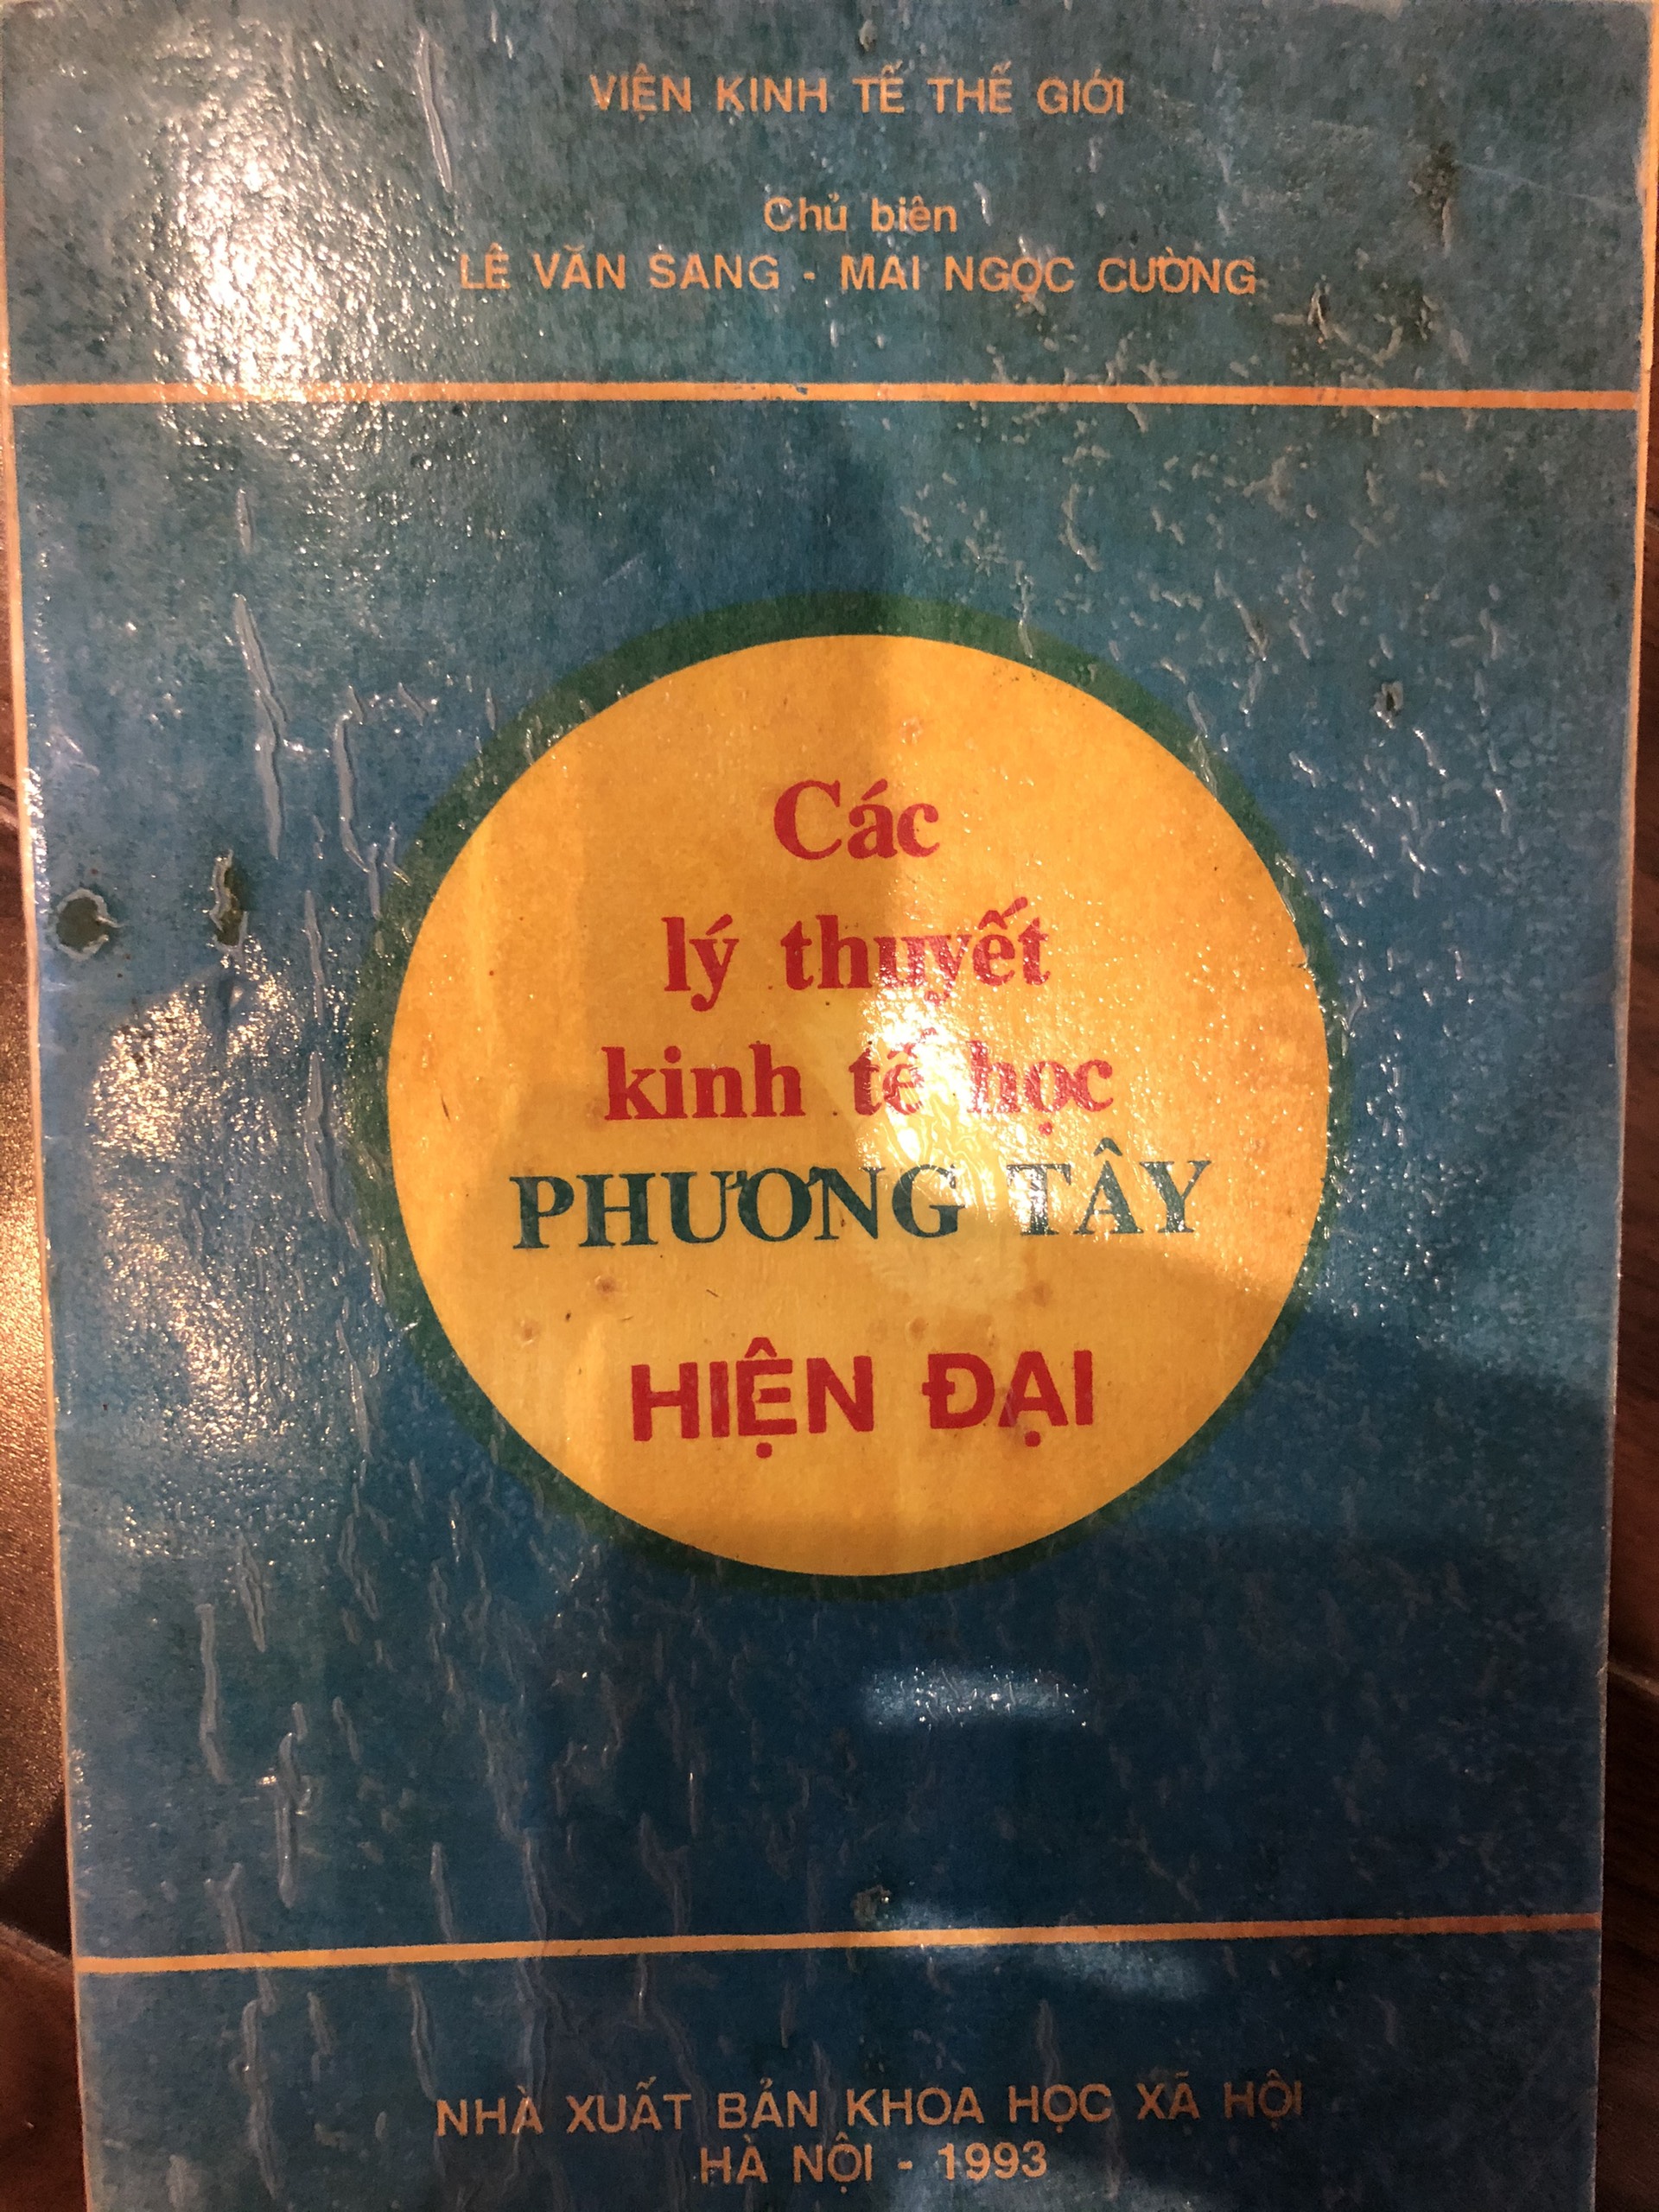 VIỆN KINH TẾ THẾ GIỚI
Chủ biên
LÊ VĂN SANG - MAI NGỌC CƯỜNG
Các
lý thuyết
kinh tế học
PHƯƠNG TÂY
HIỆN ĐẠI
NHÀ XUẤT BẢN KHOA HỌC XÃ HỘI
HÀ NỘI - 1993